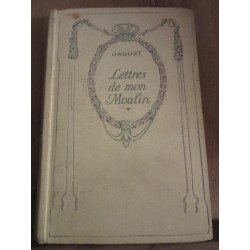 DAUDET
Lettres
de mon
Moulin